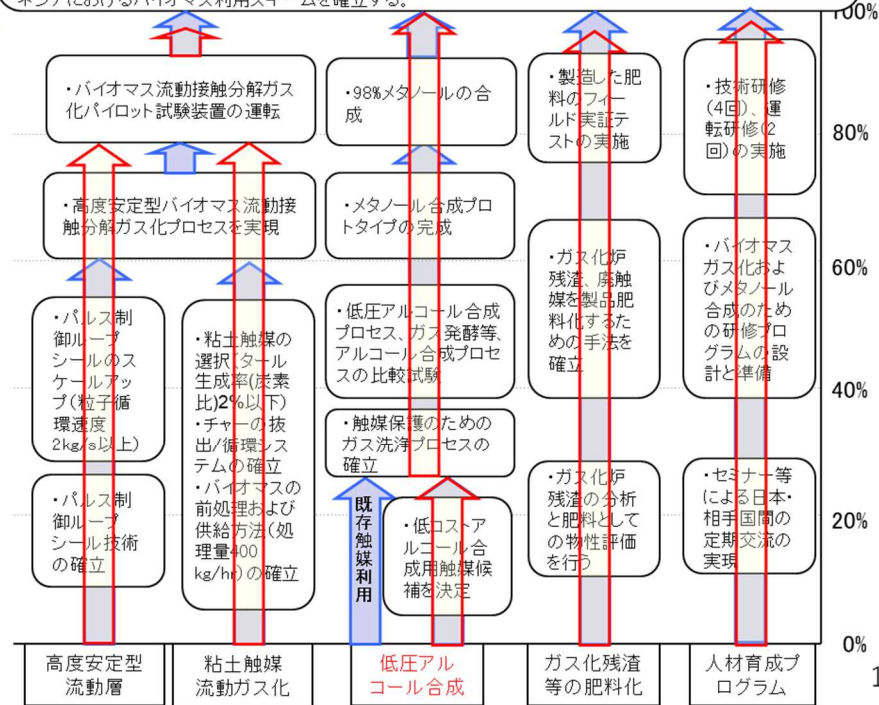 ネシアにおけるバイオマス利用スキームを確立する。
100%
・バイオマス流動接触分解ガス
化パイロット試験装置の運転
・98%メタノールの合
成
・製造した肥
料のフィー
ルド実証テ
ストの実施
・技術研修
(4回)、運
転研修(2
回)の実施
80%
・高度安定型バイオマス流動接
触分解ガス化プロセスを実現
・メタノール合成プロ
トタイプの完成
・ガス化炉
残渣、廃触
媒を製品肥
料化するた
めの手法を
確立
・バイオマス
ガス化およ
びメタノール
合成のため
の研修プロ
グラムの設
計と準備
60%
・パルス制
御ループ
シールのス
ケールアッ
プ(粒子循
環速度
2kg/s以上)
・粘土触媒の
選択(タール
生成率(炭素
比)2%以下)
・チャーの抜
出/循環シス
テムの確立
・バイオマスの
前処理および
供給方法(処
理量400
kg/hr)の確立
・低圧アルコール合成
プロセス、ガス発酵等、
アルコール合成プロセ
スの比較試験
40%
・触媒保護のための
ガス洗浄プロセスの
確立
・パルス制
御ループ
シール技術
の確立
既存触媒利用
・低コストア
ルコール合
成用触媒候
補を決定
・ガス化炉
残渣の分析
と肥料として
の物性評価
を行う
・セミナー等
による日本・
相手国間の
定期交流の
実現
20%
0%
高度安定型
流動層
粘土触媒
流動ガス化
低圧アル
コール合成
ガス化残渣
等の肥料化
人材育成プ
ログラム